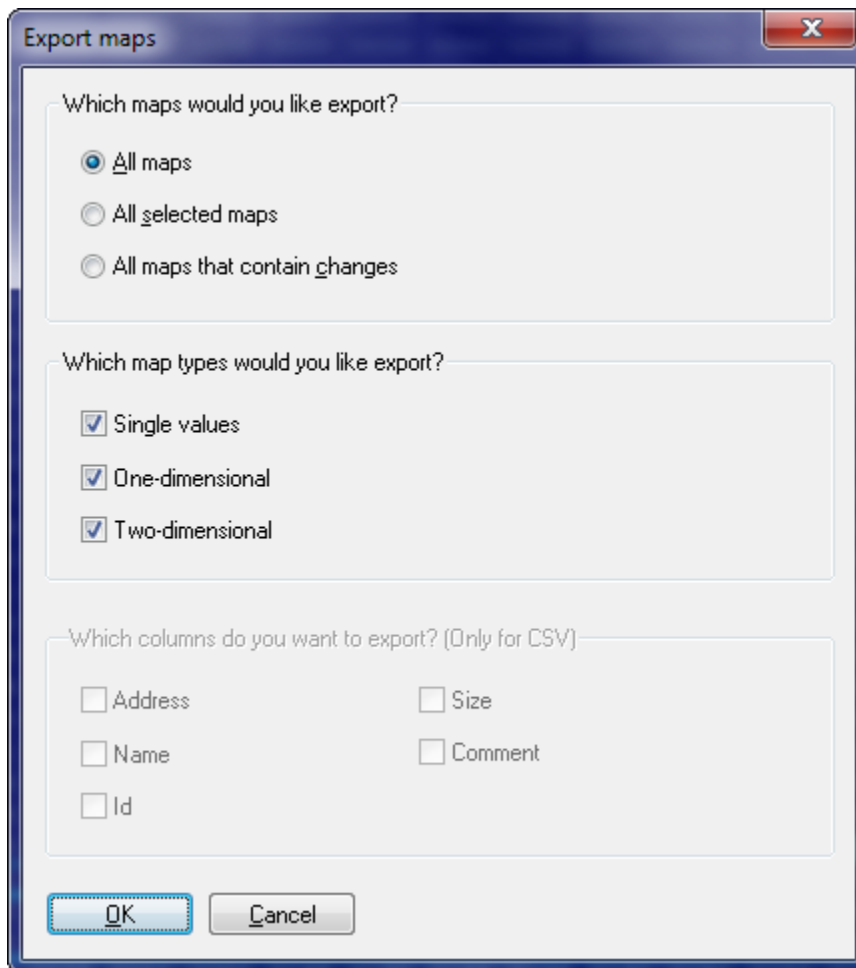 Export maps
Which maps would you like export?
All maps
All selected maps
All maps that contain changes
Which map types would you like export?
Single values
One-dimensional
Two-dimensional
Which columns do you want to export? (Only for CSV)
Address
Size
Name
Comment
Id
OK
Cancel